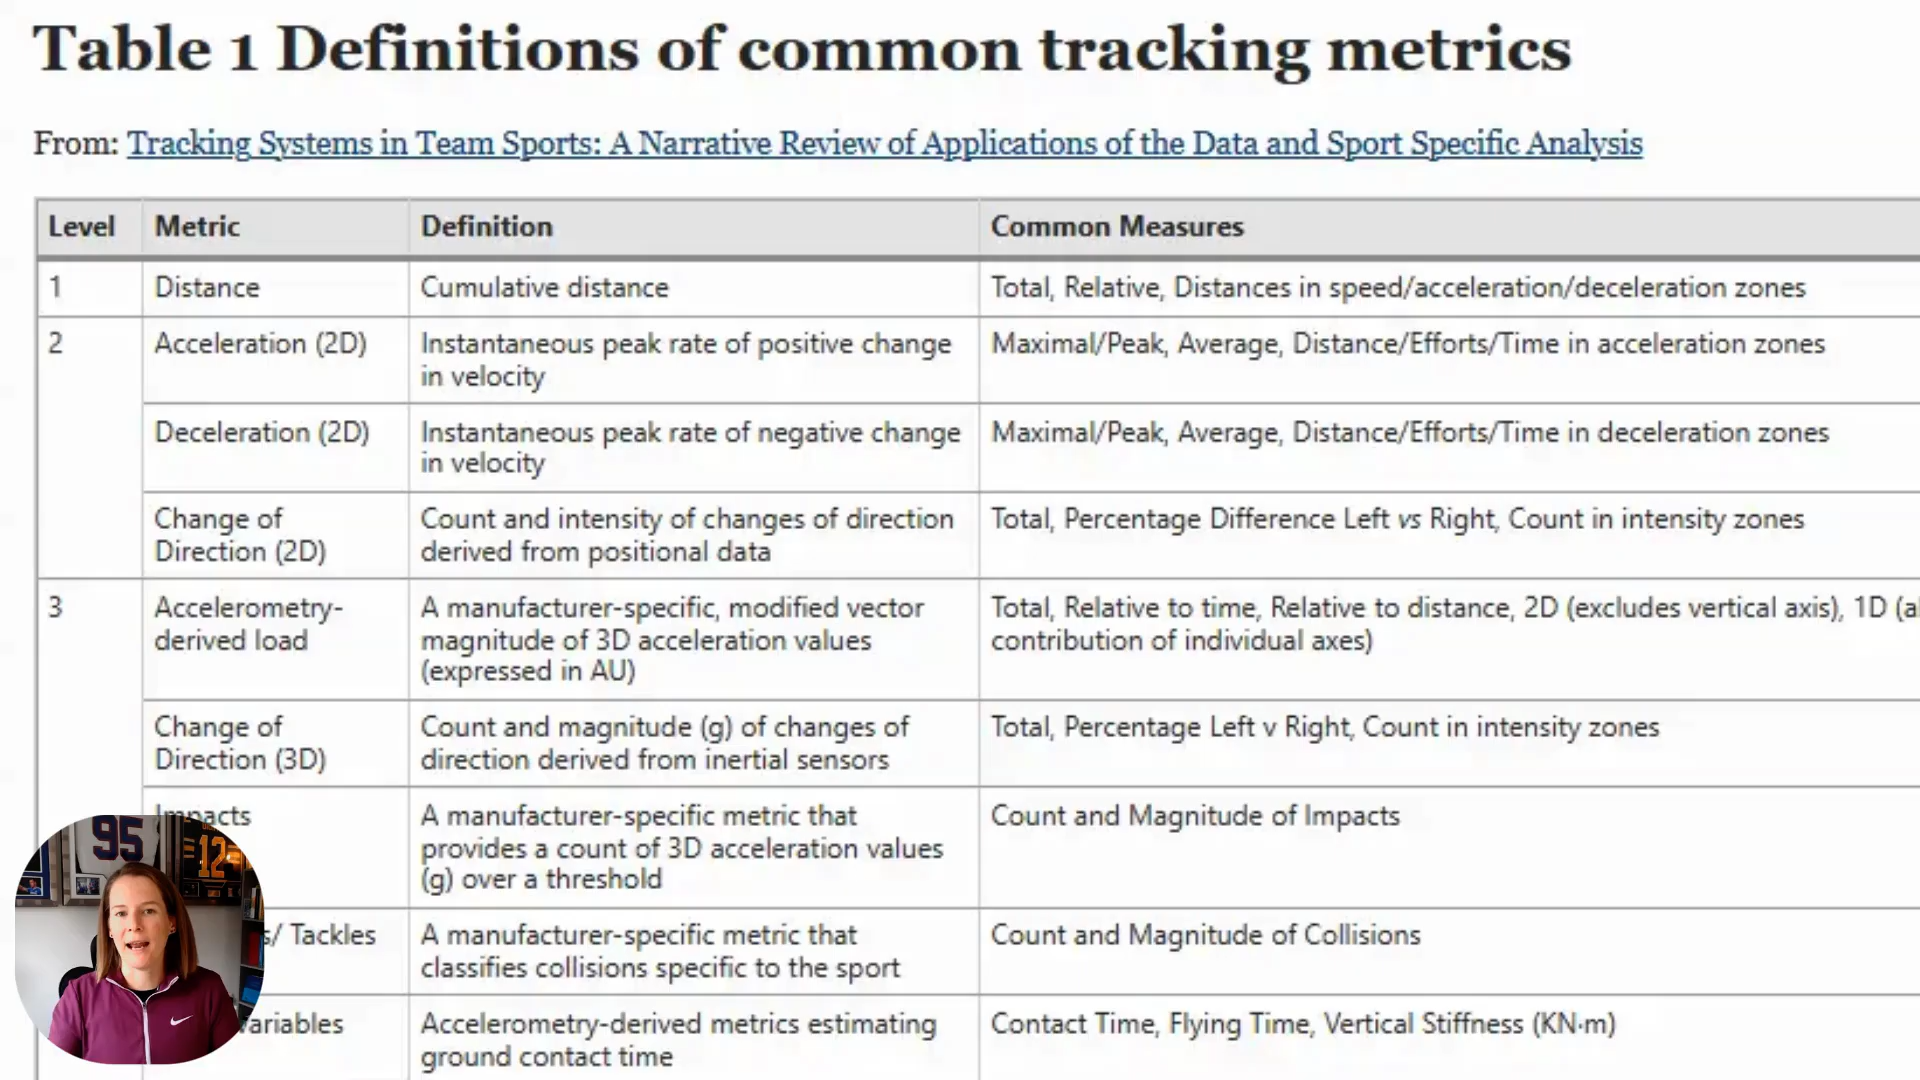 Table 1 Definitions of common tracking metrics
From: Tracking Systems in Team Sports: A Narrative Review of Applications of the Data and Sport Specific Analysis
Level Metric Definition Common Measures
1 Distance Cumulative distance Total, Relative, Distances in speed/acceleration/deceleration zones
2 Acceleration (2D) Instantaneous peak rate of positive change Maximal/Peak, Average, Distance/Efforts/Time in acceleration zones
in velocity
Deceleration (2D) Instantaneous peak rate of negative change Maximal/Peak, Average, Distance/Efforts/Time in deceleration zones
in velocity
Change of Count and intensity of changes of direction Total, Percentage Difference Left vs Right, Count in intensity zones
Direction (2D) derived from positional data
3 Accelerometry- A manufacturer-specific, modified vector Total, Relative to time, Relative to distance, 2D (excludes vertical axis), 1D
derived load magnitude of 3D acceleration values contribution of individual axes)
(expressed in AU)
Change of Count and magnitude (g) of changes of Total, Percentage Left v Right, Count in intensity zones
Direction (3D) direction derived from inertial sensors
Impacts A manufacturer-specific metric that Count and Magnitude of Impacts
provides a count of 3D acceleration values
(g) over a threshold
/ Tackles A manufacturer-specific metric that Count and Magnitude of Collisions
classifies collisions specific to the sport
variables Accelerometry-derived metrics estimating Contact Time, Flying Time, Vertical Stiffness (KN·m)
ground contact time
95
12